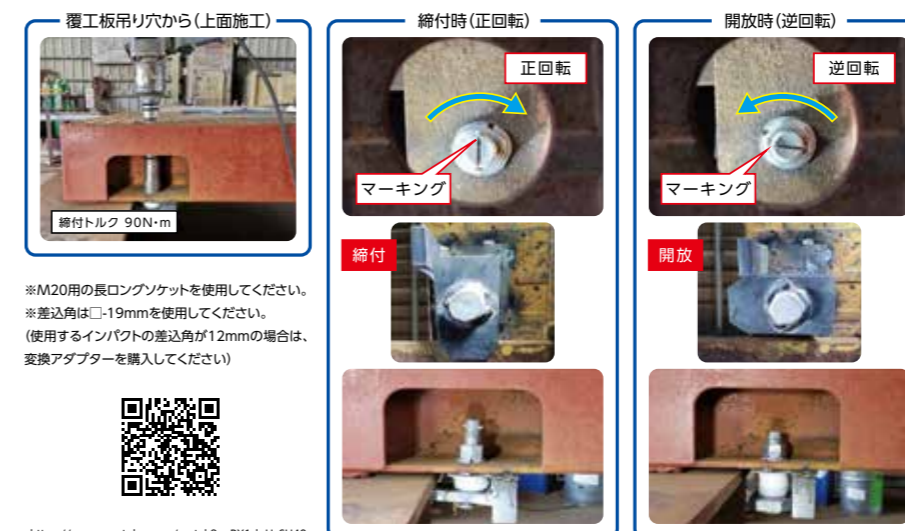 覆工板吊り穴から(上面施工)
締付トルク 90N・m
※M20用の長ロングソケットを使用してください。
※差込角は□-19mmを使用してください。
(使用するインパクトの差込角が12mmの場合は、
変換アダプターを購入してください)
締付時(正回転)
正回転
マーキング
締付
開放時(逆回転)
逆回転
マーキング
開放